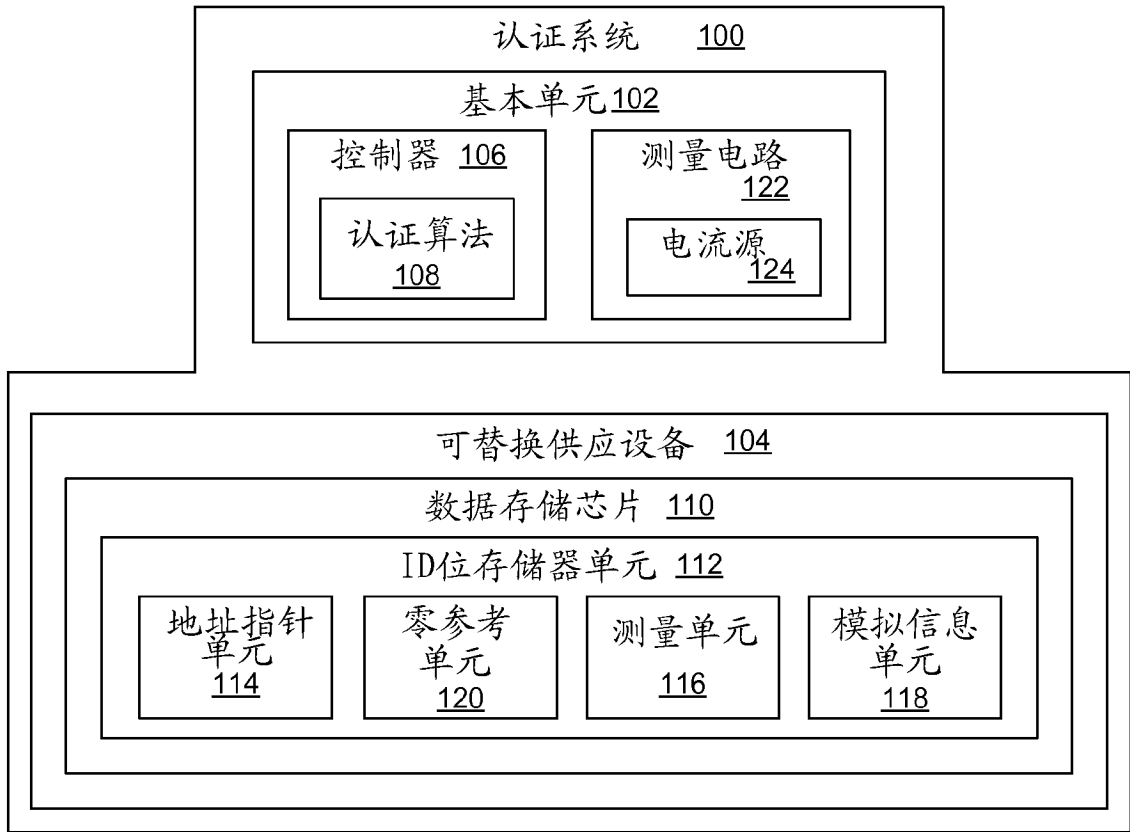 认证系统 100
基本单元102
控制器 106
认证算法
108
测量电路
122
电流源
124
可替换供应设备 104
数据存储芯片 110
ID位存储器单元 112
地址指针
单元
114
零参考
单元
120
测量单元
116
模拟信息
单元
118